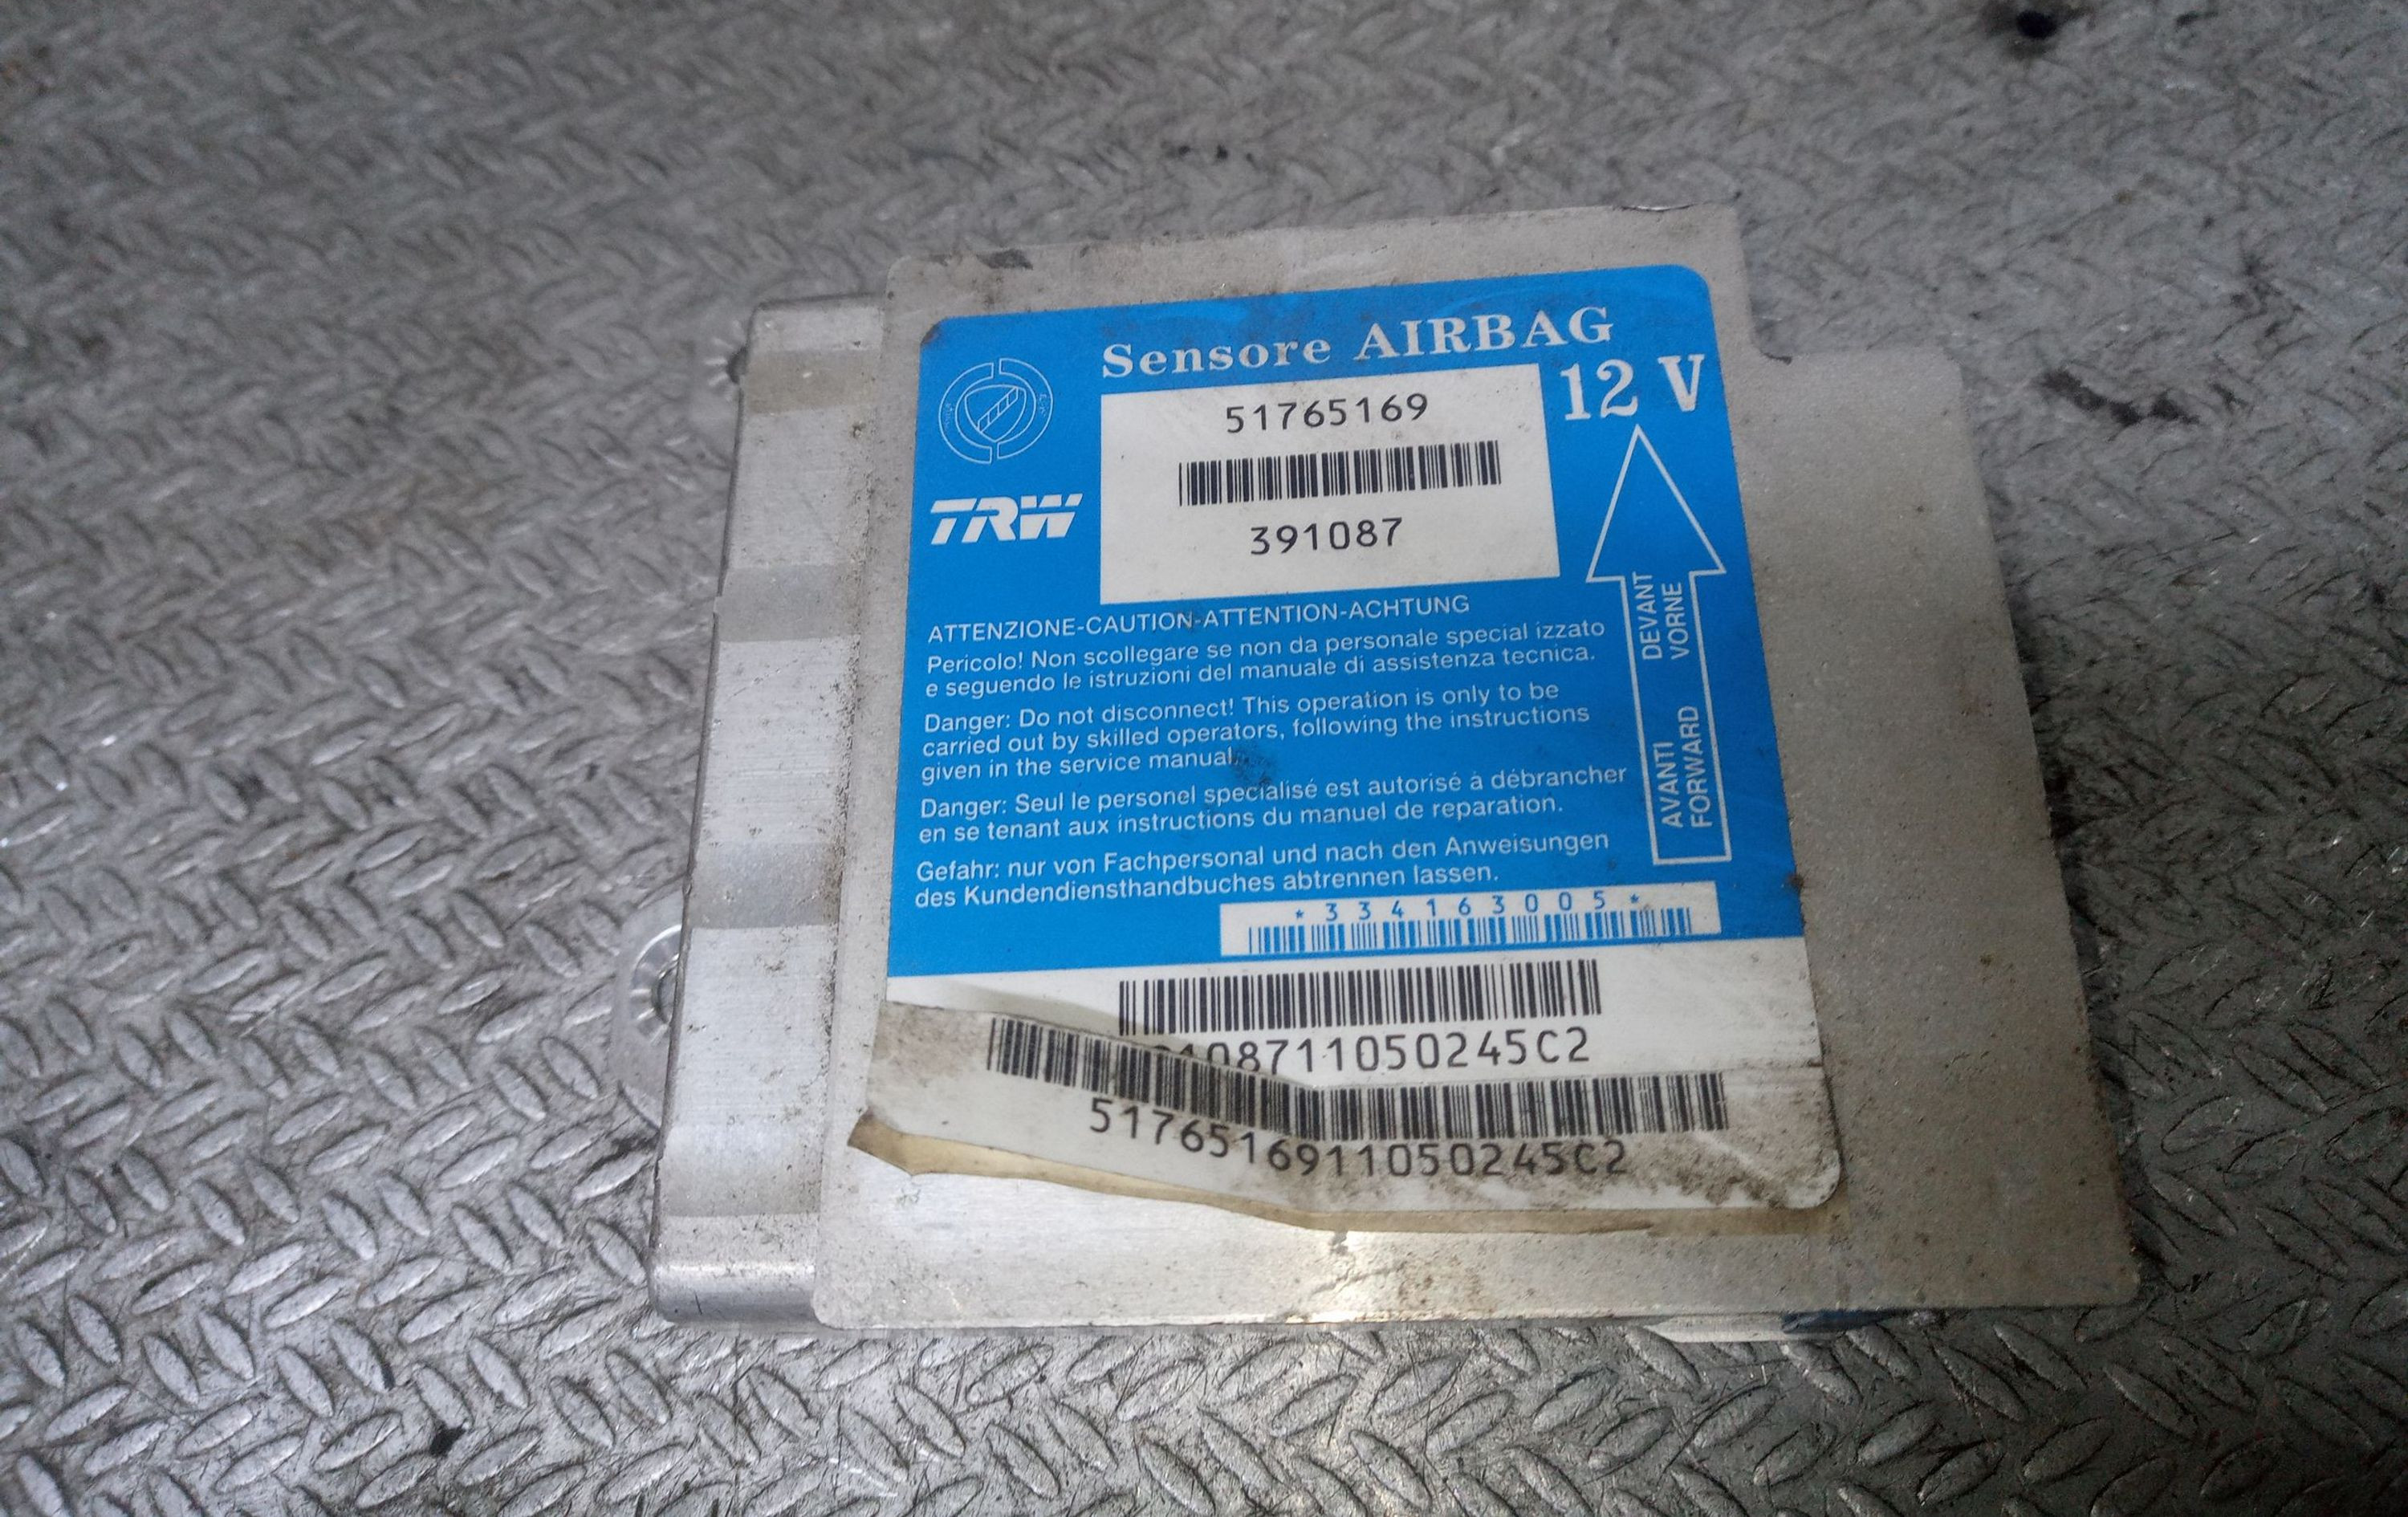 Sensore AIRBAG
12 V
51765169
391087
TRW
DEVANT
VORNE
AVANTI
FORWARD
ATTENZIONE-CAUTION-ATTENTION-ACHTUNG
Pericolo! Non scollegare se non da personale special izzato
e seguendo le istruzioni del manuale di assistenza tecnica.
Danger: Do not disconnect! This operation is only to be
carried out by skilled operators, following the instructions
given in the service manual.
Danger: Seul le personel specialisé est autorisé à débrancher
en se tenant aux instructions du manuel de reparation.
Gefahr: nur von Fachpersonal und nach den Anweisungen
des Kundendiensthandbuches abtrennen lassen.
*334163005*
108711050245C2
5176516911050245C2